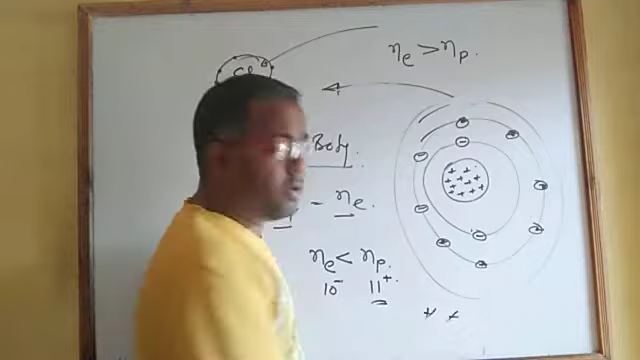 ηe > ηp.
Body.
- ηe.
ηe < ηp.
10⁻ 11⁺
+ +